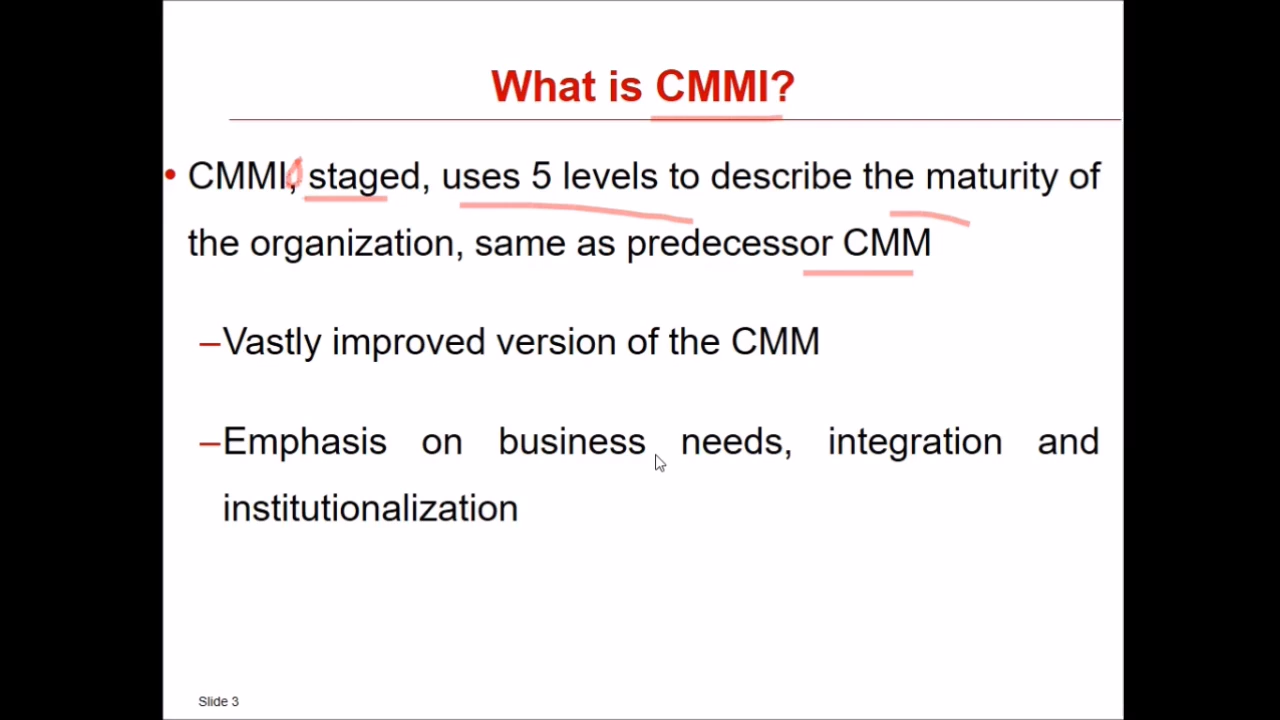 What is CMMI?
• CMMI, staged, uses 5 levels to describe the maturity of
the organization, same as predecessor CMM
–Vastly improved version of the CMM
–Emphasis on business needs, integration and
institutionalization
Slide 3